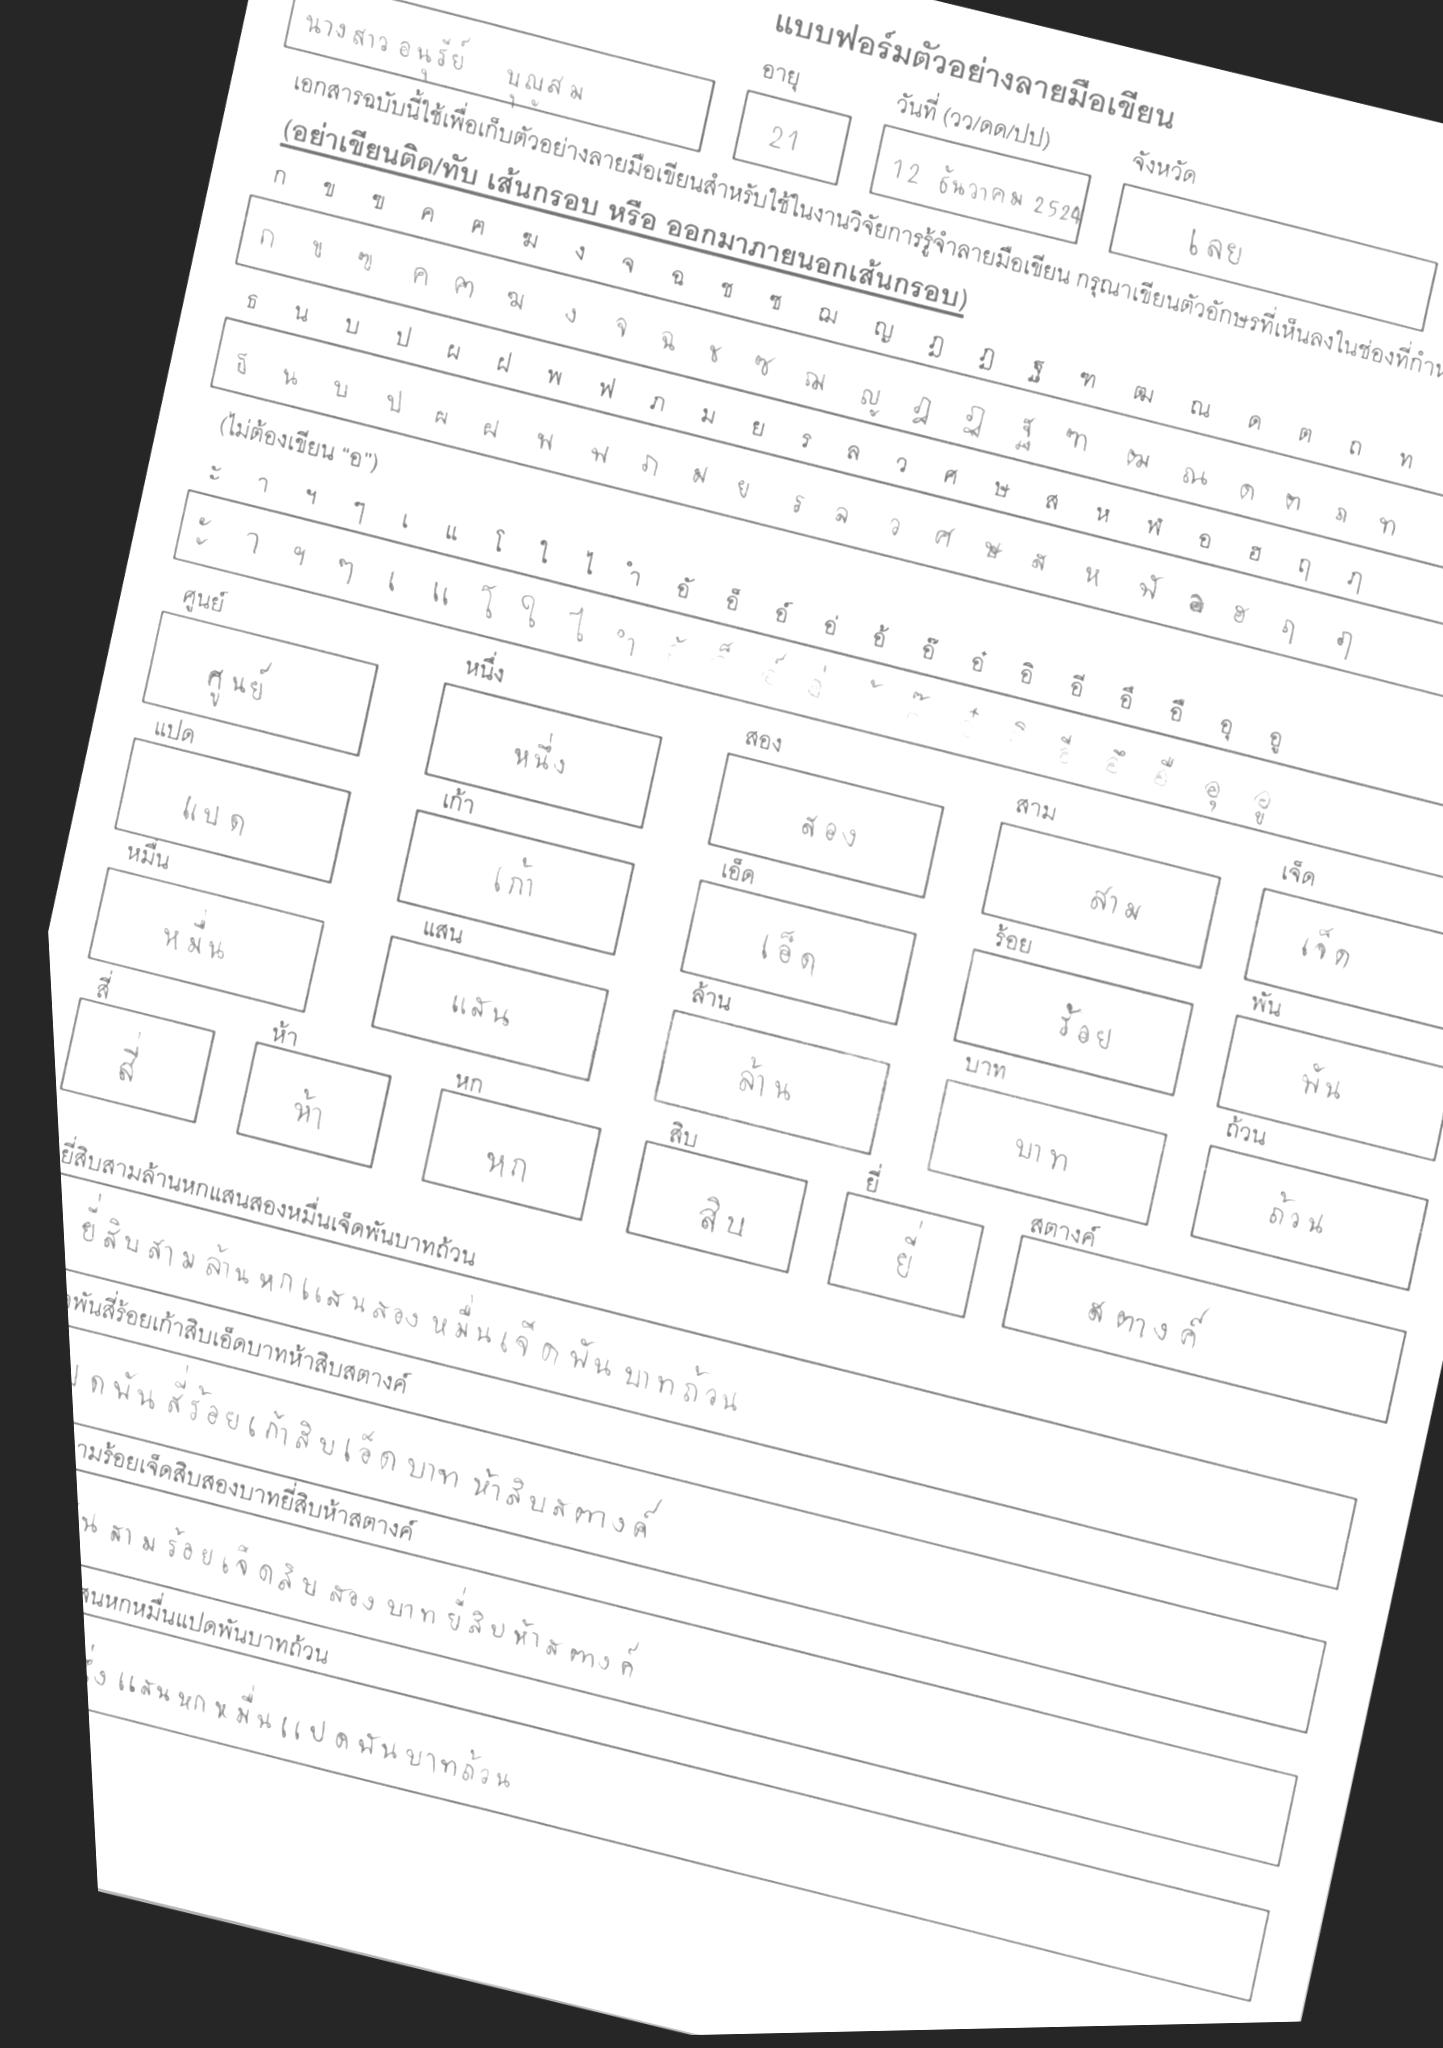 แบบฟอร์มตัวอย่างลายมือเขียน
นางสาวอนุรีย์ บุญสม
อายุ
21
วันที่ (วว/ดด/ปป)
12 ธันวาคม 2524
จังหวัด
เลย
เอกสารฉบับนี้ใช้เพื่อเก็บตัวอย่างลายมือเขียนสำหรับใช้ในงานวิจัยการรู้จำลายมือเขียน กรุณาเขียนตัวอักษรที่เห็นลงในช่องที่กำ
(อย่าเขียนติด/ทับ เส้นกรอบ หรือ ออกมาภายนอกเส้นกรอบ)
ก ข ฃ ค ฅ ฆ ง จ ฉ ช ซ ฌ ญ ฎ ฏ ฐ ฑ ฒ ณ ด ต ถ ท
ก ข ฃ ค ฅ ฆ ง จ ฉ ช ซ ฌ ญ ฎ ฏ ฐ ฑ ฒ ณ ด ต ถ ท
ธ น บ ป ผ ฝ พ ฟ ภ ม ย ร ล ว ศ ษ ส ห ฬ อ ฮ ฤ ฦ
ธ น บ ป ผ ฝ พ ฟ ภ ม ย ร ล ว ศ ษ ส ห ฬ อ ฮ ฤ ฦ
(ไม่ต้องเขียน “อ”)
ะ า ฯ ๆ เ แ โ ใ ไ ำ อั อ็ อ์ อ่ อ้ อ๊ อ๋ อิ อี อึ อื อุ อู
ะ า ฯ ๆ เ แ โ ใ ไ ำ
ศูนย์
ศูนย์
หนึ่ง
หนึ่ง
สอง
สอง
สาม
สาม
เจ็ด
เจ็ด
แปด
แปด
เก้า
เก้า
เอ็ด
เอ็ด
ร้อย
ร้อย
พัน
พัน
หมื่น
หมื่น
แสน
แสน
ล้าน
ล้าน
บาท
บาท
ถ้วน
ถ้วน
สี่
สี่
ห้า
ห้า
หก
หก
สิบ
สิบ
ยี่
ยี่
สตางค์
สตางค์
ยี่สิบสามล้านหกแสนสองหมื่นเจ็ดพันบาทถ้วน
ยี่สิบสามล้านหกแสนสองหมื่นเจ็ดพันบาทถ้วน
พันสี่ร้อยเก้าสิบเอ็ดบาทห้าสิบสตางค์
ปดพันสี่ร้อยเก้าสิบเอ็ดบาทห้าสิบสตางค์
ามร้อยเจ็ดสิบสองบาทยี่สิบห้าสตางค์
นสามร้อยเจ็ดสิบสองบาทยี่สิบห้าสตางค์
สนหกหมื่นแปดพันบาทถ้วน
ึ่งแสนหกหมื่นแปดพันบาทถ้วน